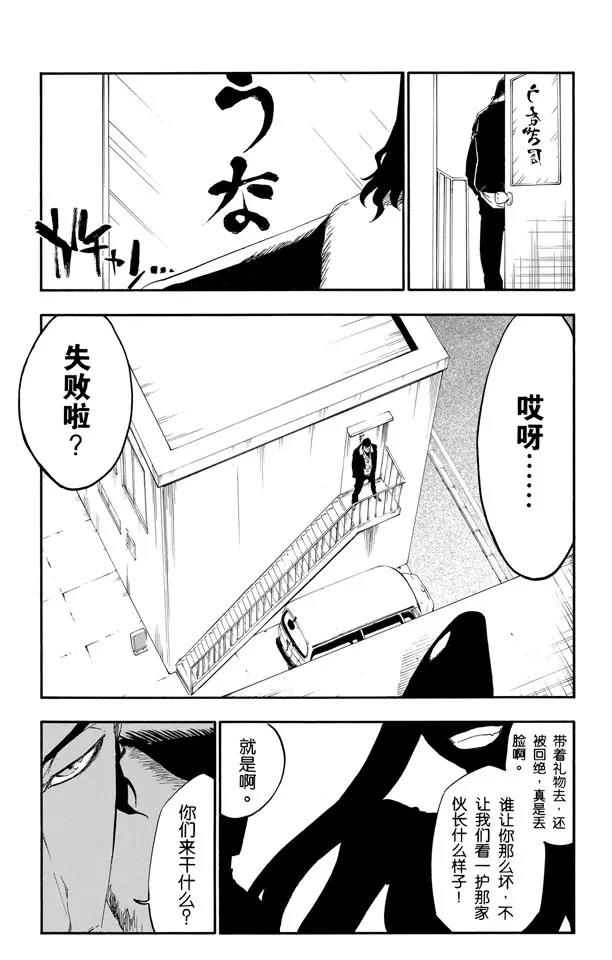 う
な
ガチャン…
哎呀……
失败啦?
带着礼物去,还
被回绝,真是丢
脸啊。
谁让你那么坏,不
让我们看一护那家
伙长什么样子!
就是啊。
你们来干什么?